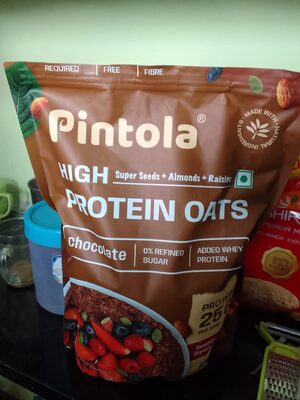 REQUIRED | FREE | FIBRE
Pintola®
MADE WITH
NATURAL INGREDIENTS
HIGH Super Seeds + Almonds + Raisins
PROTEIN OATS
chocolate
0% REFINED
SUGAR
ADDED WHEY
PROTEIN
PROTEIN
25
100%